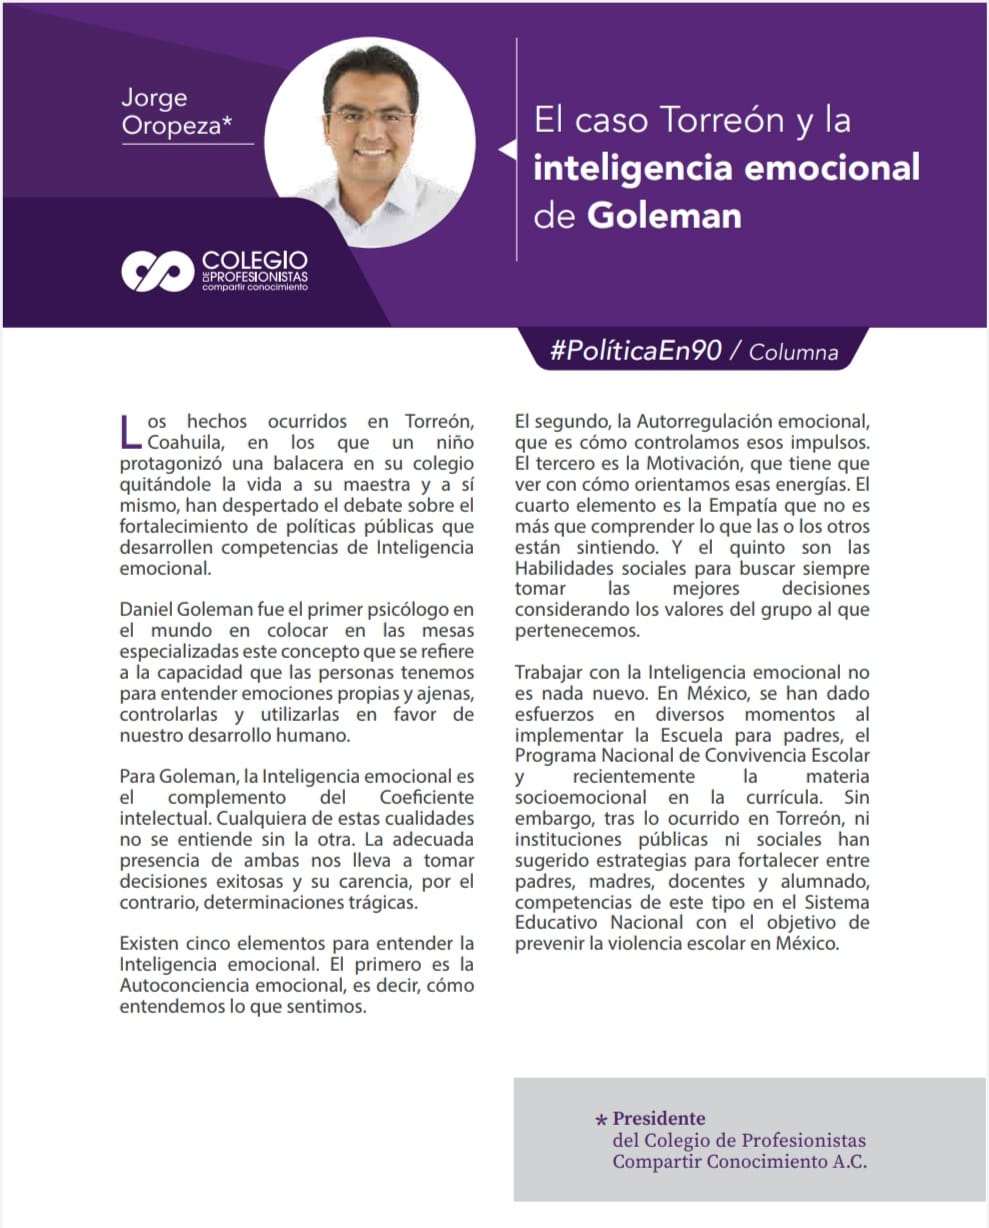 Jorge
Oropeza*
El caso Torreón y la
inteligencia emocional
de Goleman
COLEGIO
DE PROFESIONISTAS
compartir conocimiento
#PolíticaEn90 / Columna
Los hechos ocurridos en Torreón,
Coahuila, en los que un niño
protagonizó una balacera en su colegio
quitándole la vida a su maestra y a sí
mismo, han despertado el debate sobre el
fortalecimiento de políticas públicas que
desarrollen competencias de Inteligencia
emocional.
Daniel Goleman fue el primer psicólogo en
el mundo en colocar en las mesas
especializadas este concepto que se refiere
a la capacidad que las personas tenemos
para entender emociones propias y ajenas,
controlarlas y utilizarlas en favor de
nuestro desarrollo humano.
Para Goleman, la Inteligencia emocional es
el complemento del Coeficiente
intelectual. Cualquiera de estas cualidades
no se entiende sin la otra. La adecuada
presencia de ambas nos lleva a tomar
decisiones exitosas y su carencia, por el
contrario, determinaciones trágicas.
Existen cinco elementos para entender la
Inteligencia emocional. El primero es la
Autoconciencia emocional, es decir, cómo
entendemos lo que sentimos.
El segundo, la Autorregulación emocional,
que es cómo controlamos esos impulsos.
El tercero es la Motivación, que tiene que
ver con cómo orientamos esas energías. El
cuarto elemento es la Empatía que no es
más que comprender lo que las o los otros
están sintiendo. Y el quinto son las
Habilidades sociales para buscar siempre
tomar las mejores decisiones
considerando los valores del grupo al que
pertenecemos.
Trabajar con la Inteligencia emocional no
es nada nuevo. En México, se han dado
esfuerzos en diversos momentos al
implementar la Escuela para padres, el
Programa Nacional de Convivencia Escolar
y recientemente la materia
socioemocional en la currícula. Sin
embargo, tras lo ocurrido en Torreón, ni
instituciones públicas ni sociales han
sugerido estrategias para fortalecer entre
padres, madres, docentes y alumnado,
competencias de este tipo en el Sistema
Educativo Nacional con el objetivo de
prevenir la violencia escolar en México.
* Presidente
del Colegio de Profesionistas
Compartir Conocimiento A.C.